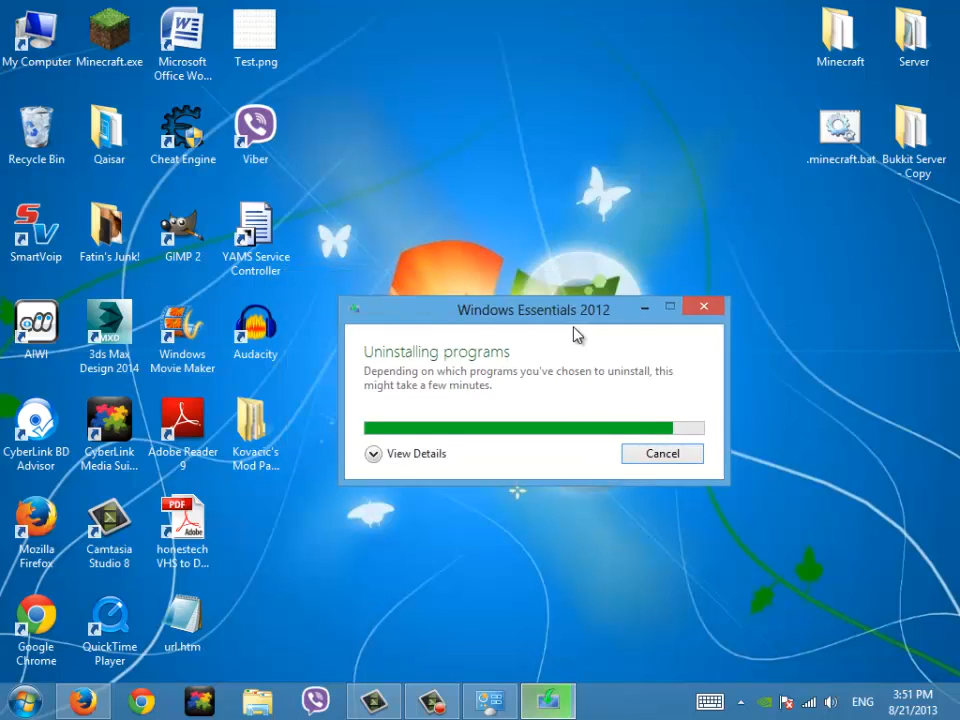 My Computer
Minecraft.exe
Microsoft
Office Wo...
Test.png
Minecraft
Server
Recycle Bin
Qaisar
Cheat Engine
Viber
.minecraft.bat
Bukkit Server
- Copy
SmartVoip
Fatin's Junk!
GIMP 2
YAMS Service
Controller
AIWI
3ds Max
Design 2014
Windows
Movie Maker
Audacity
CyberLink BD
Advisor
CyberLink
Media Sui...
Adobe Reader
9
Kovacic's
Mod Pa...
Mozilla
Firefox
Camtasia
Studio 8
PDF
Adobe
honestech
VHS to D...
Google
Chrome
QuickTime
Player
url.htm
MXD
Windows Essentials 2012
Uninstalling programs
Depending on which programs you've chosen to uninstall, this
might take a few minutes.
View Details
Cancel
ENG
3:51 PM
8/21/2013